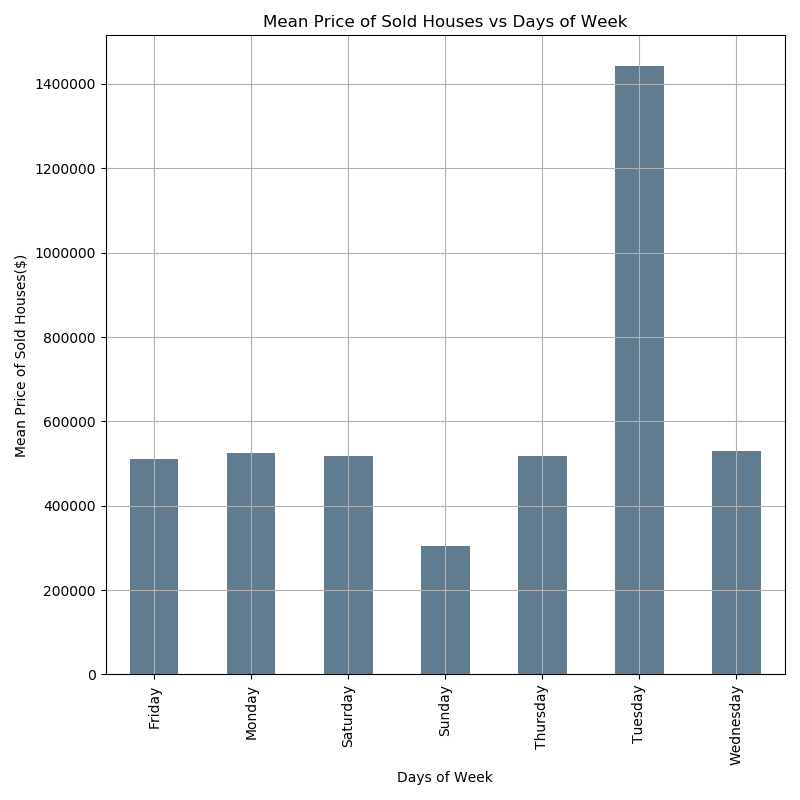 Mean Price of Sold Houses vs Days of Week
Mean Price of Sold Houses($)
1400000
1200000
1000000
800000
600000
400000
200000
0
Friday
Monday
Saturday
Sunday
Thursday
Tuesday
Wednesday
Days of Week